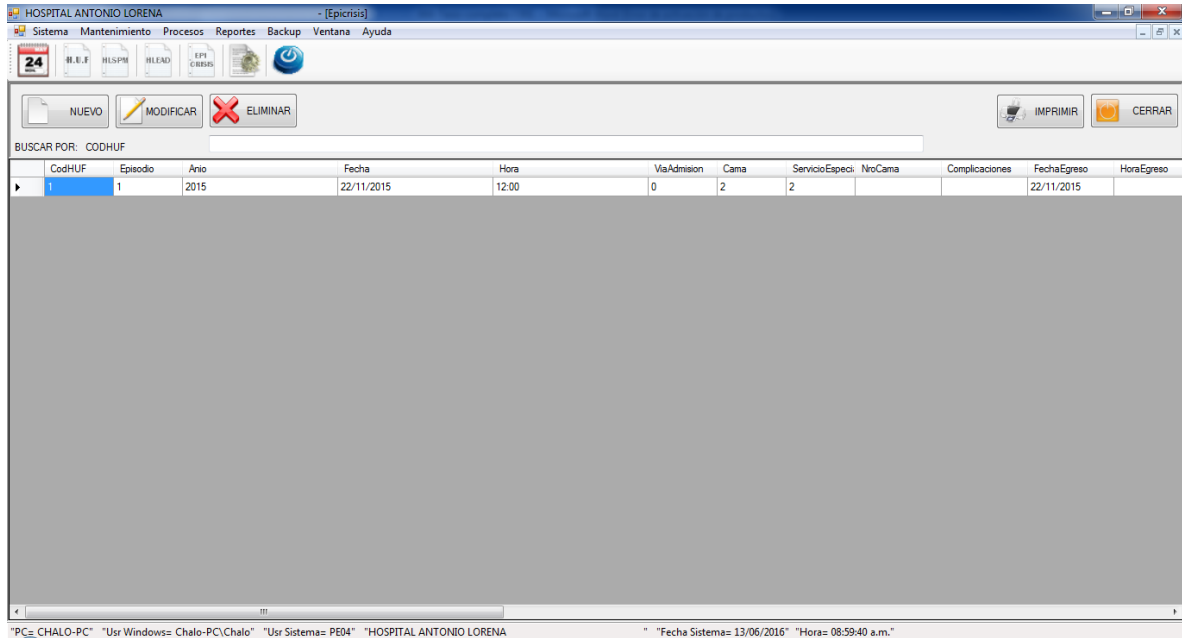 HOSPITAL ANTONIO LORENA - [Epicrisis]
Sistema Mantenimiento Procesos Reportes Backup Ventana Ayuda
24 H.U.F HLSPM HLEAD EPI CRISIS
NUEVO MODIFICAR ELIMINAR IMPRIMIR CERRAR
BUSCAR POR: CODHUF
CodHUF Episodio Anio Fecha Hora ViaAdmision Cama ServicioEspeci NroCama Complicaciones FechaEgreso HoraEgreso
1 1 2015 22/11/2015 12:00 0 2 2 22/11/2015
"PC= CHALO-PC" "Usr Windows= Chalo-PC\Chalo" "Usr Sistema= PE04" "HOSPITAL ANTONIO LORENA " "Fecha Sistema= 13/06/2016" "Hora= 08:59:40 a.m."